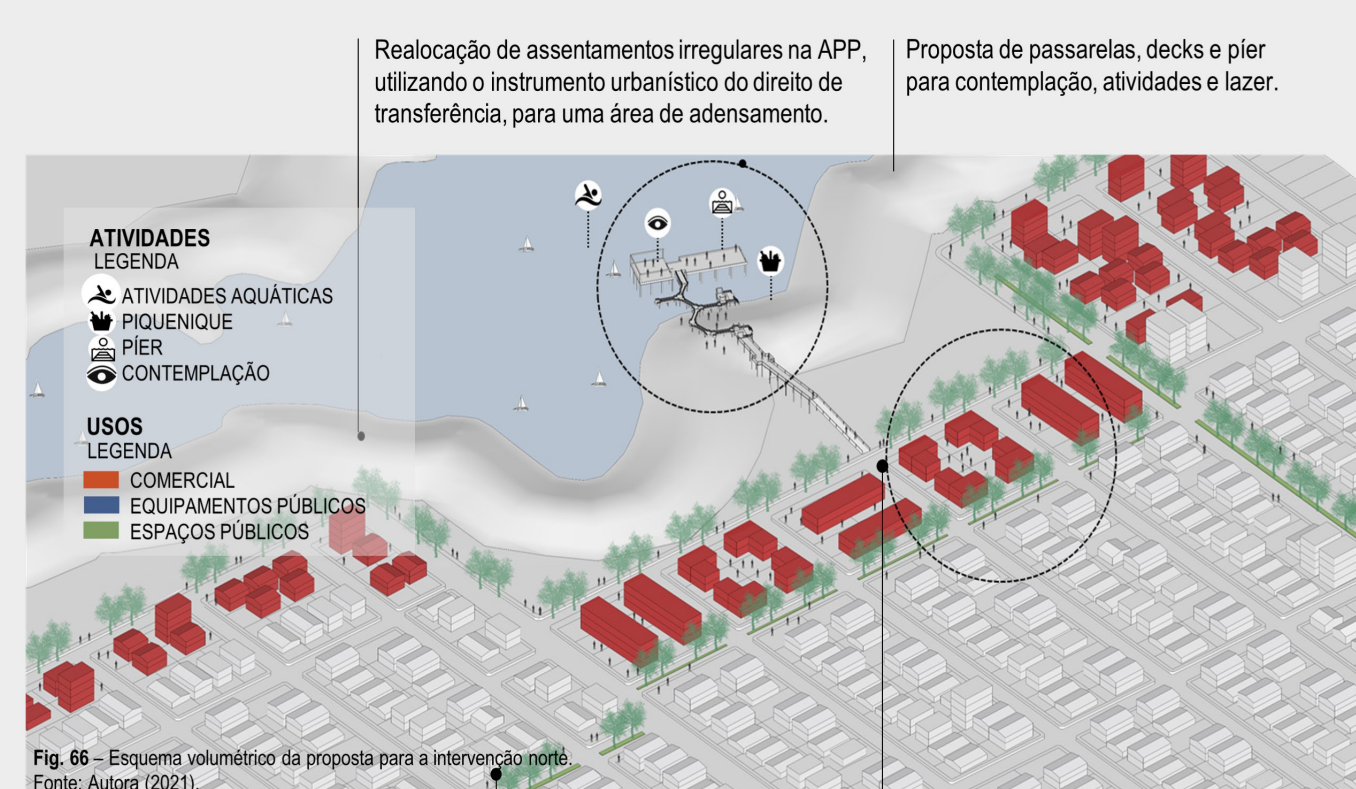 Realocação de assentamentos irregulares na APP,
utilizando o instrumento urbanístico do direito de
transferência, para uma área de adensamento.
Proposta de passarelas, decks e píer
para contemplação, atividades e lazer.
ATIVIDADES
LEGENDA
ATIVIDADES AQUÁTICAS
PIQUENIQUE
PÍER
CONTEMPLAÇÃO
USOS
LEGENDA
COMERCIAL
EQUIPAMENTOS PÚBLICOS
ESPAÇOS PÚBLICOS
Fig. 66 – Esquema volumétrico da proposta para a intervenção norte.
Fonte: Autora (2021).